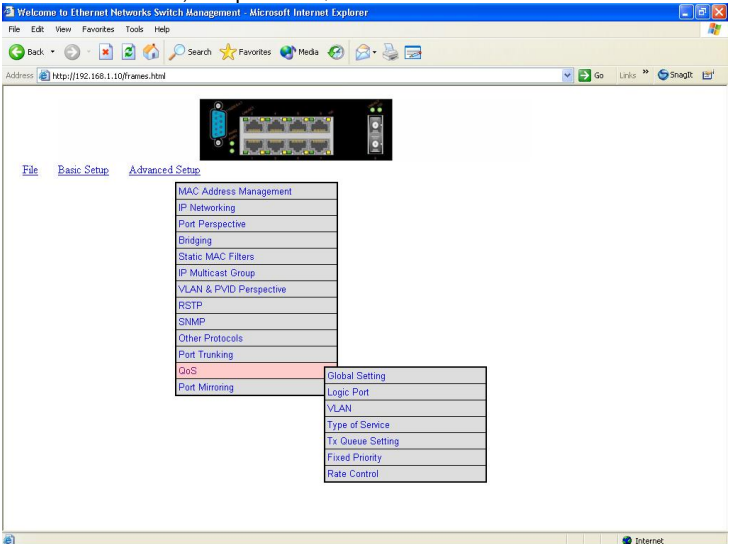 Welcome to Ethernet Networks Switch Management - Microsoft Internet Explorer
File Edit View Favorites Tools Help
Back Search Favorites Media
Address http://192.168.1.10/frames.html Go Links » SnagIt
File Basic Setup Advanced Setup
MAC Address Management
IP Networking
Port Perspective
Bridging
Static MAC Filters
IP Multicast Group
VLAN & PVID Perspective
RSTP
SNMP
Other Protocols
Port Trunking
QoS
Port Mirroring
Global Setting
Logic Port
VLAN
Type of Service
Tx Queue Setting
Fixed Priority
Rate Control
Internet